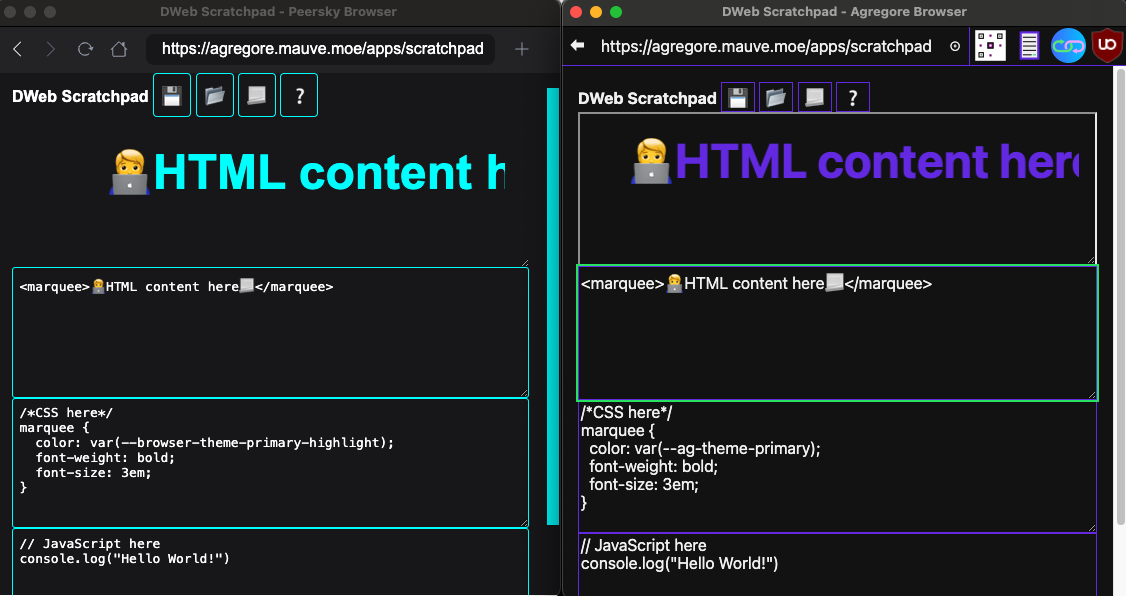 DWeb Scratchpad - Peersky Browser
https://agregore.mauve.moe/apps/scratchpad
DWeb Scratchpad 💾 📂 📃 ?
👨‍💻HTML content h
<marquee>👨‍💻HTML content here📃</marquee>
/*CSS here*/
marquee {
  color: var(--browser-theme-primary-highlight);
  font-weight: bold;
  font-size: 3em;
}
// JavaScript here
console.log("Hello World!")
DWeb Scratchpad - Agregore Browser
https://agregore.mauve.moe/apps/scratchpad
UO
DWeb Scratchpad 💾 📂 📃 ?
👨‍💻HTML content here
<marquee>👨‍💻HTML content here📃</marquee>
/*CSS here*/
marquee {
  color: var(--ag-theme-primary);
  font-weight: bold;
  font-size: 3em;
}
// JavaScript here
console.log("Hello World!")